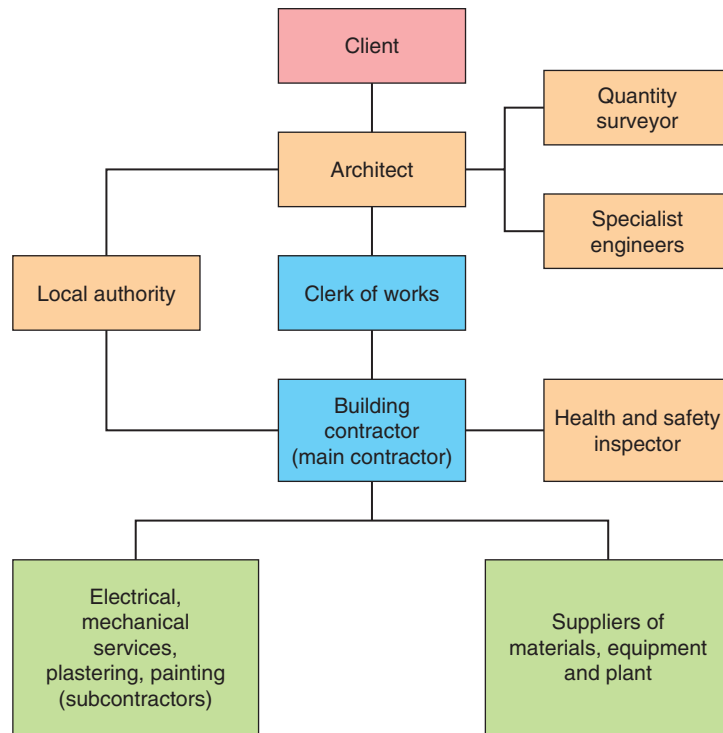 Client
Quantity
surveyor
Architect
Specialist
engineers
Local authority
Clerk of works
Building
contractor
(main contractor)
Health and safety
inspector
Electrical,
mechanical
services,
plastering, painting
(subcontractors)
Suppliers of
materials, equipment
and plant